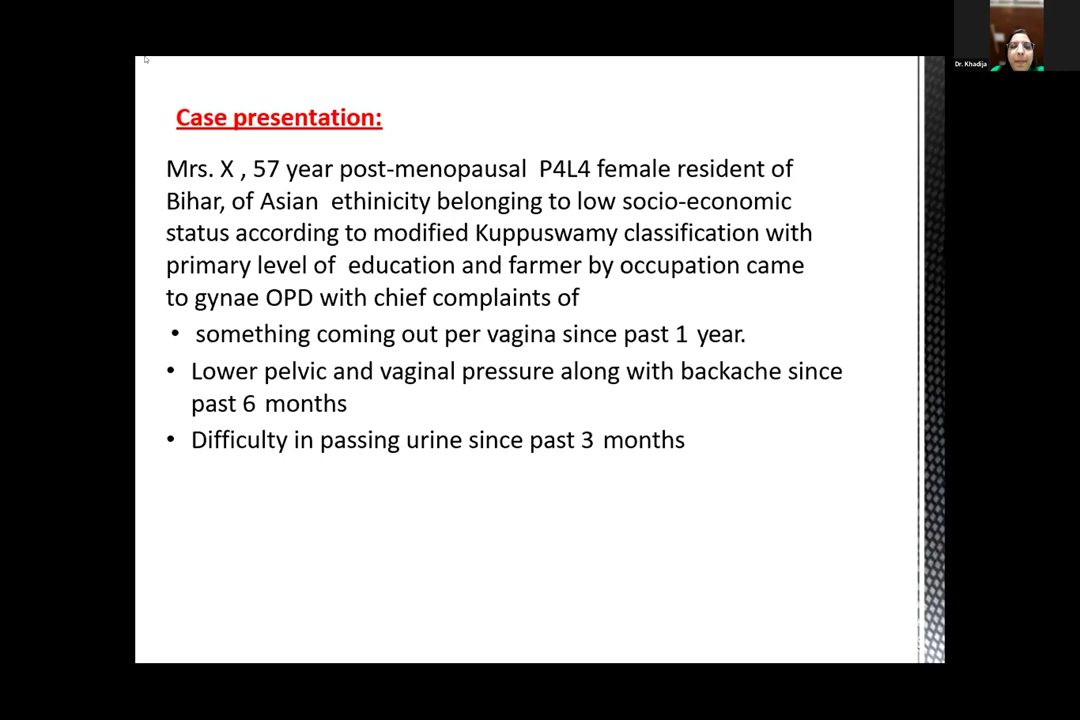 Dr. Khadija
Case presentation:
Mrs. X , 57 year post-menopausal P4L4 female resident of
Bihar, of Asian ethinicity belonging to low socio-economic
status according to modified Kuppuswamy classification with
primary level of education and farmer by occupation came
to gynae OPD with chief complaints of
• something coming out per vagina since past 1 year.
• Lower pelvic and vaginal pressure along with backache since
past 6 months
• Difficulty in passing urine since past 3 months